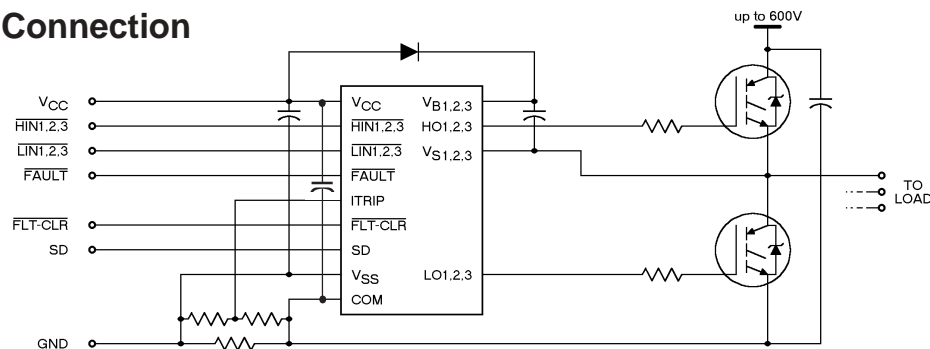 Connection
up to 600V
VCC
HIN1,2,3
LIN1,2,3
FAULT
FLT-CLR
SD
GND
VCC
HIN1,2,3
LIN1,2,3
FAULT
ITRIP
FLT-CLR
SD
VSS
COM
VB1,2,3
HO1,2,3
VS1,2,3
LO1,2,3
TO
LOAD